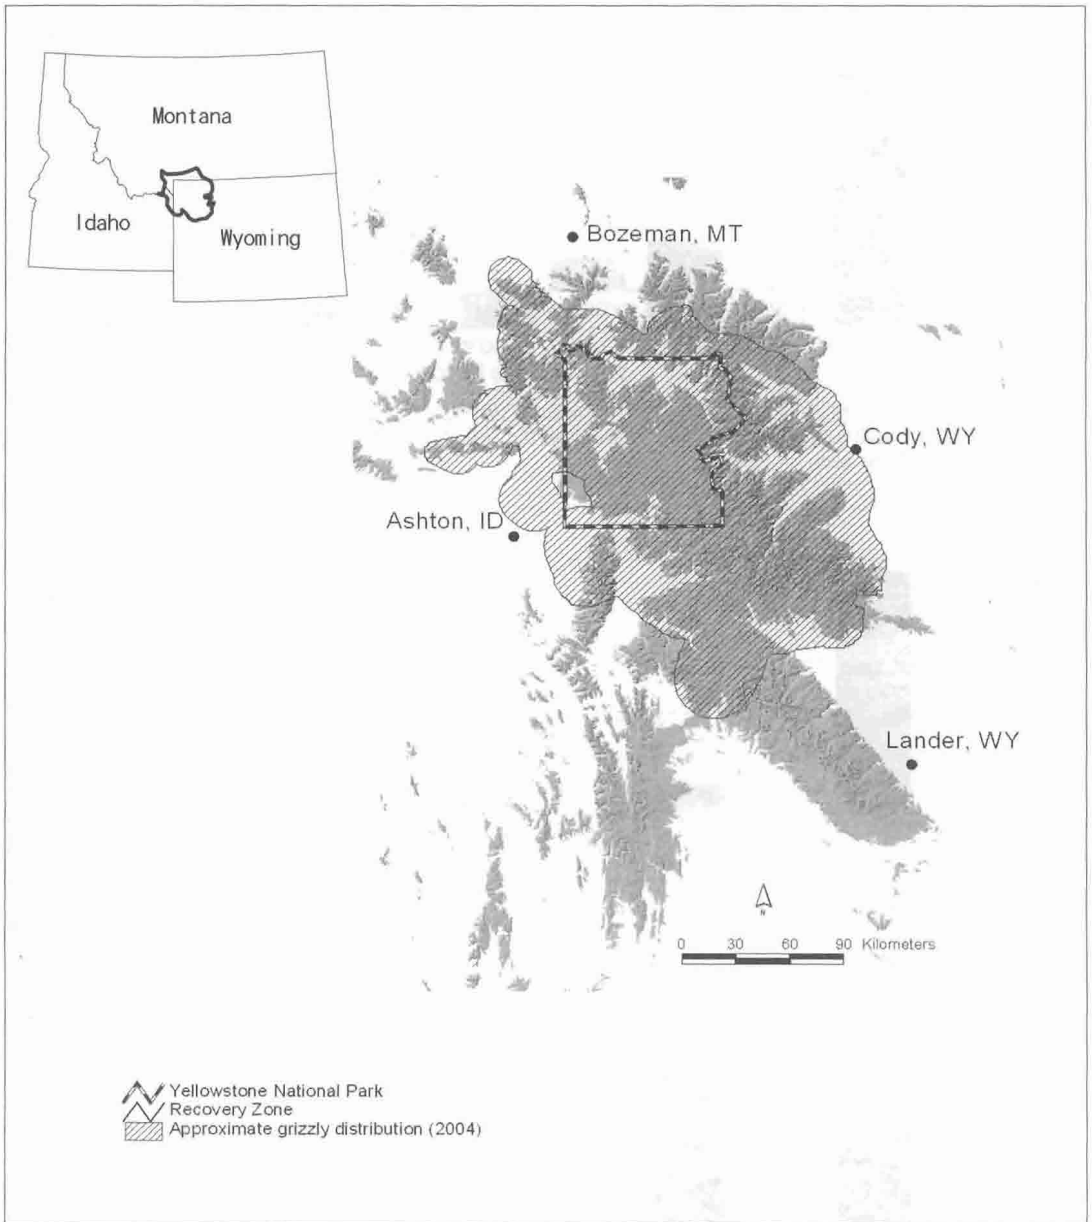 Montana
Idaho
Wyoming
Bozeman, MT
Cody, WY
Ashton, ID
Lander, WY
N
0 30 60 90 Kilometers
Yellowstone National Park
Recovery Zone
Approximate grizzly distribution (2004)